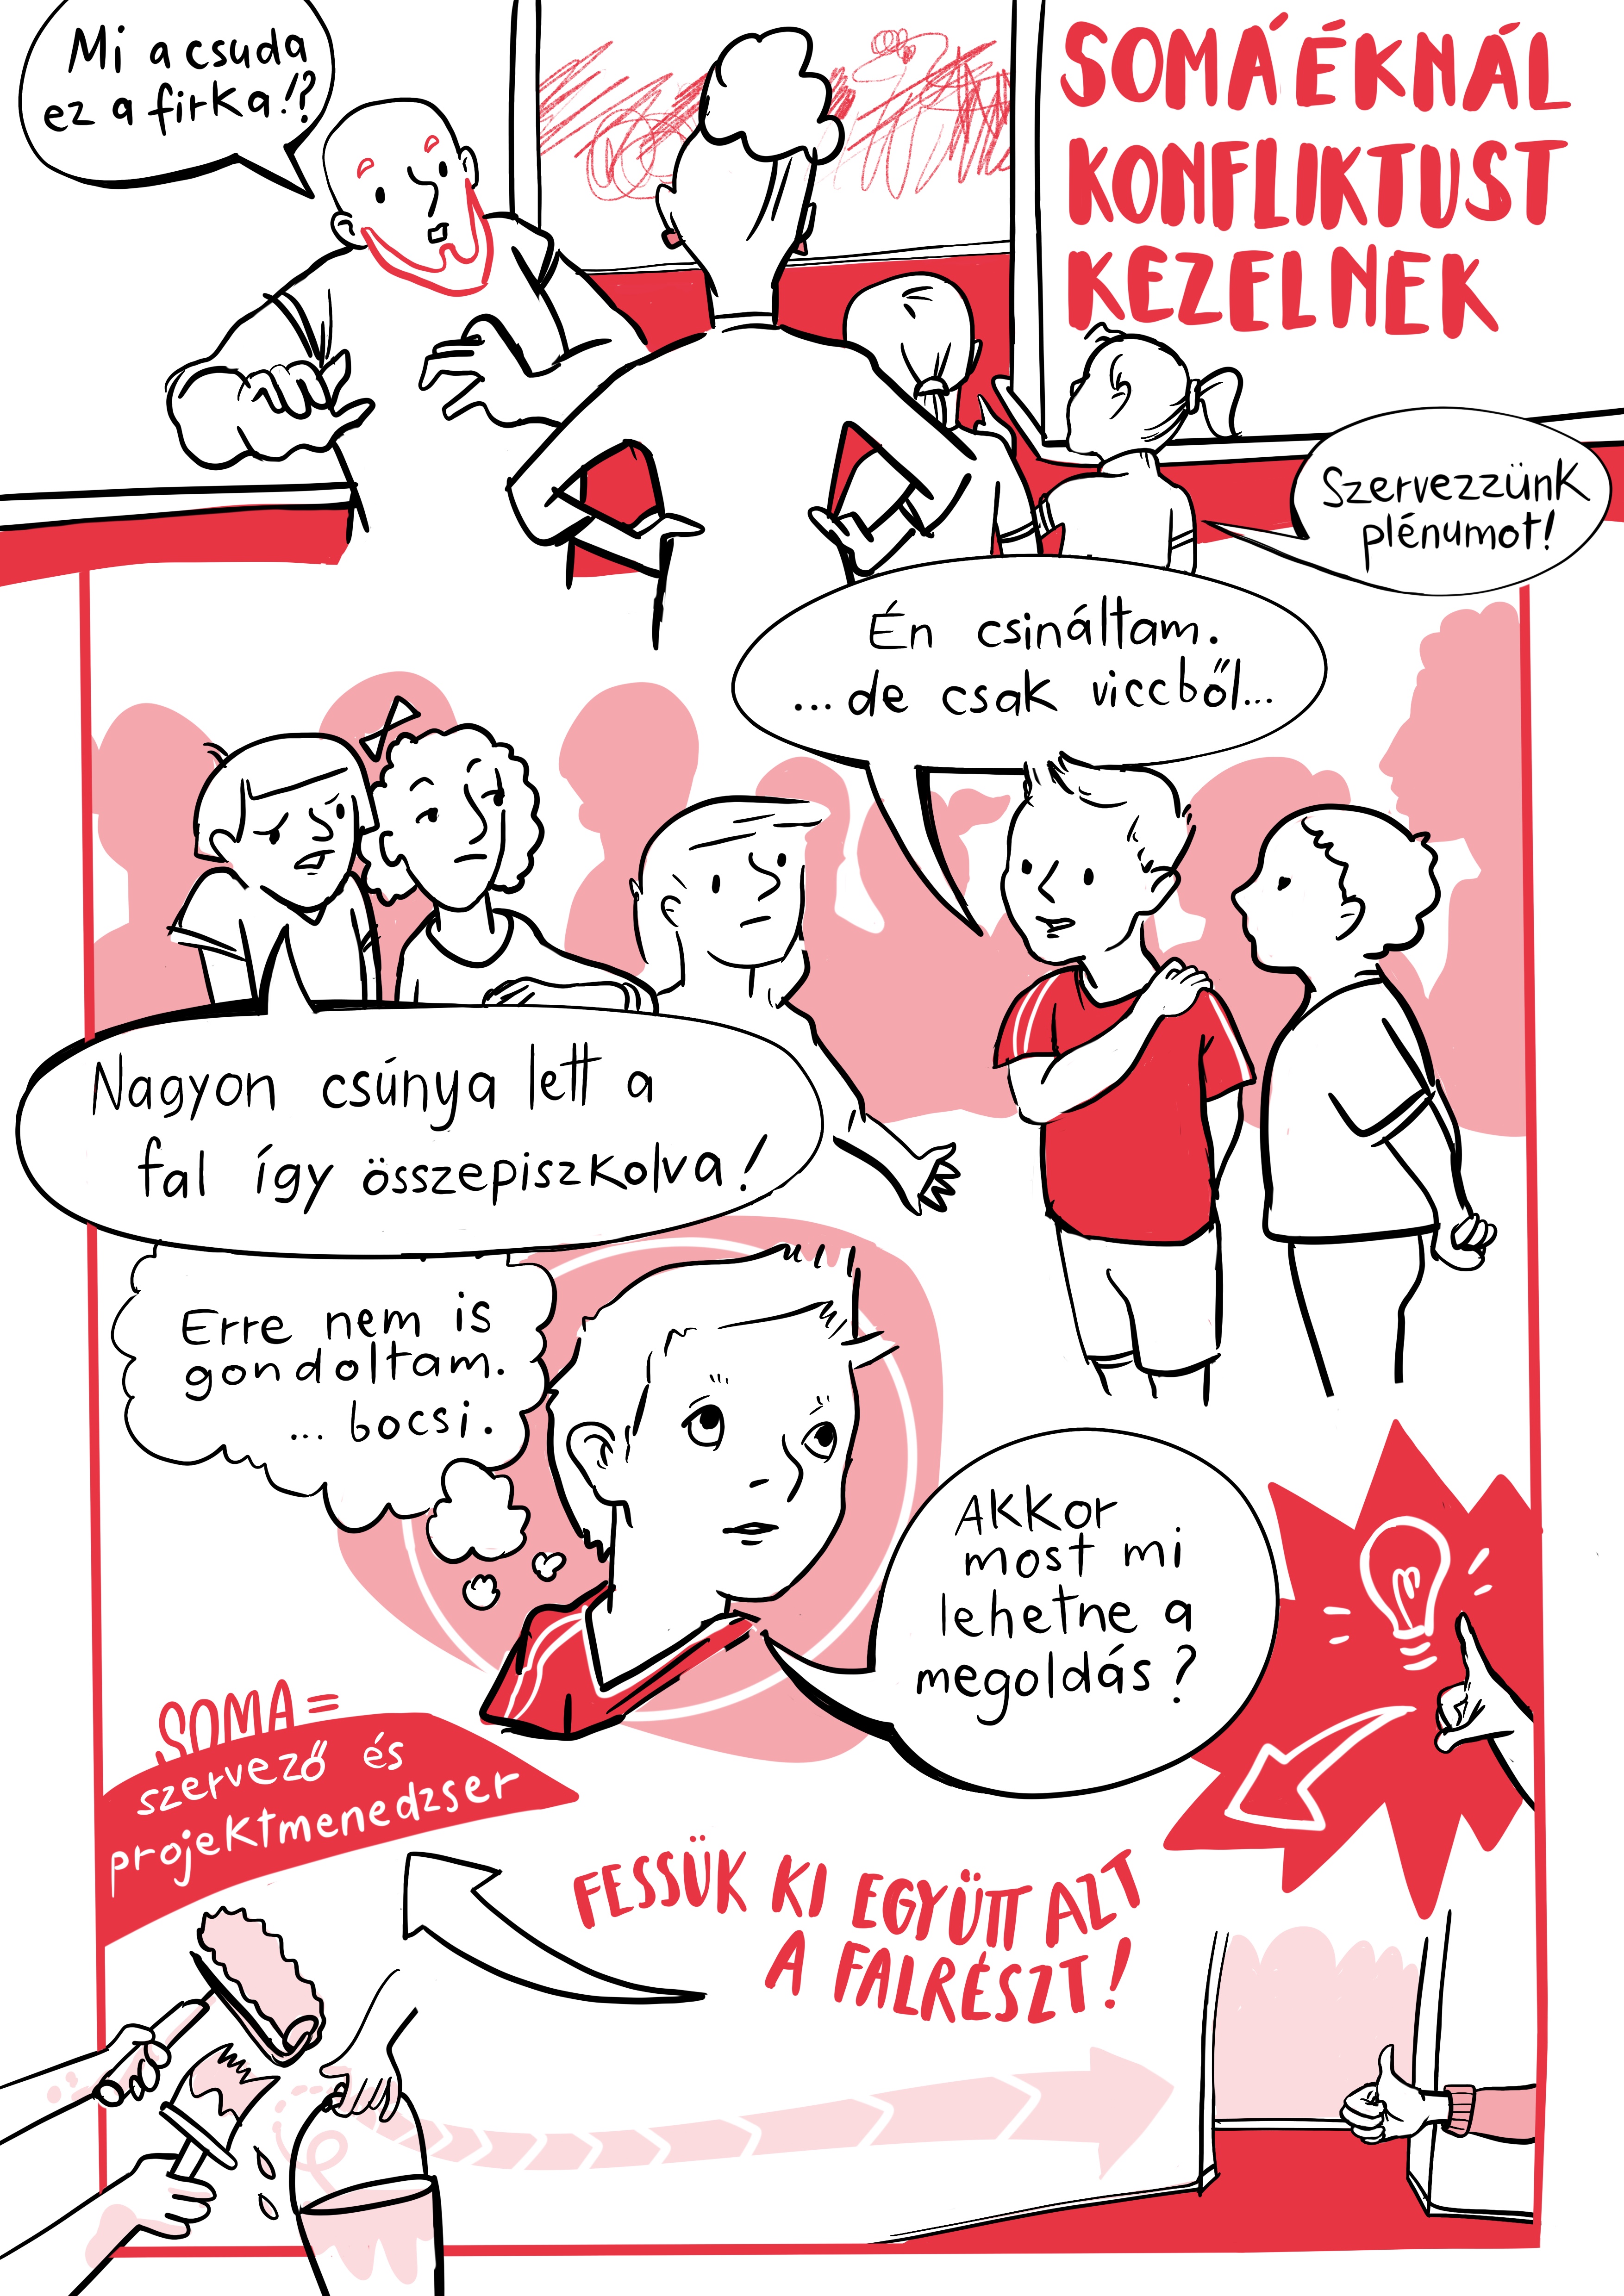 Mi a csuda
ez a firka!?
SOMÁÉKNÁL
KONFLIKTUST
KEZELNEK
Szervezzünk
plénumot!
Én csináltam.
...de csak viccből...
Nagyon csúnya lett a
fal így összepiszkolva!
Erre nem is
gondoltam.
... bocsi.
Akkor
most mi
lehetne a
megoldás?
SOMA =
szervező és
projektmenedzser
FESSÜK KI EGYÜTT AZT
A FALRÉSZT!